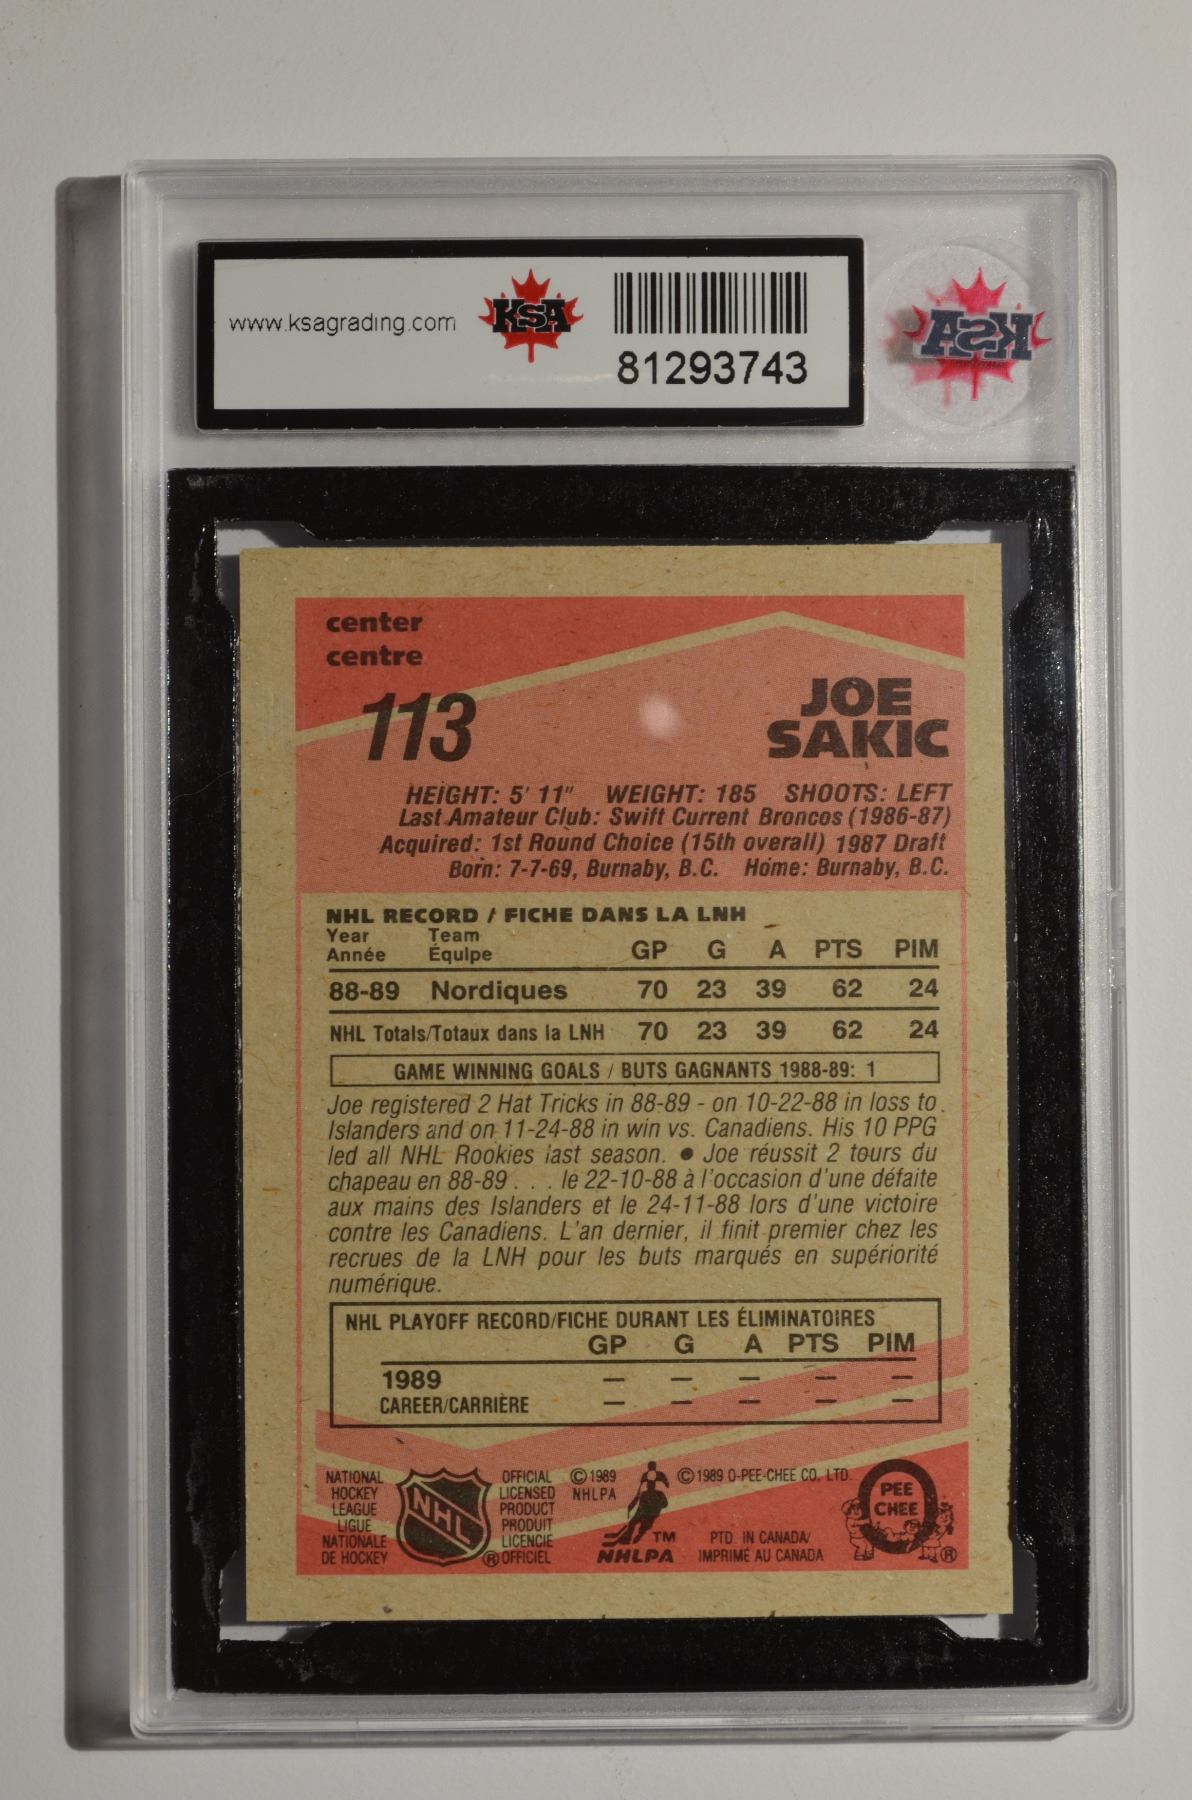 www.ksagrading.com
KSA
81293743
KSA
center
centre
113
JOE
SAKIC
HEIGHT: 5' 11" WEIGHT: 185 SHOOTS: LEFT
Last Amateur Club: Swift Current Broncos (1986-87)
Acquired: 1st Round Choice (15th overall) 1987 Draft
Born: 7-7-69, Burnaby, B.C. Home: Burnaby, B.C.
NHL RECORD / FICHE DANS LA LNH
Year Team
Année Équipe GP G A PTS PIM
88-89 Nordiques 70 23 39 62 24
NHL Totals/Totaux dans la LNH 70 23 39 62 24
GAME WINNING GOALS / BUTS GAGNANTS 1988-89: 1
Joe registered 2 Hat Tricks in 88-89 - on 10-22-88 in loss to
Islanders and on 11-24-88 in win vs. Canadiens. His 10 PPG
led all NHL Rookies last season. ● Joe réussit 2 tours du
chapeau en 88-89 . . . le 22-10-88 à l'occasion d'une défaite
aux mains des Islanders et le 24-11-88 lors d'une victoire
contre les Canadiens. L'an dernier, il finit premier chez les
recrues de la LNH pour les buts marqués en supériorité
numérique.
NHL PLAYOFF RECORD/FICHE DURANT LES ÉLIMINATOIRES
GP G A PTS PIM
1989 — — — — —
CAREER/CARRIÈRE — — — — —
NATIONAL
HOCKEY
LEAGUE
LIGUE
NATIONALE
DE HOCKEY
NHL
®
OFFICIAL
LICENSED
PRODUCT
PRODUIT
LICENCIE
OFFICIEL
© 1989
NHLPA
TM
NHLPA
© 1989 O-PEE-CHEE CO. LTD.
PTD. IN CANADA/
IMPRIMÉ AU CANADA
O
PEE
CHEE
®